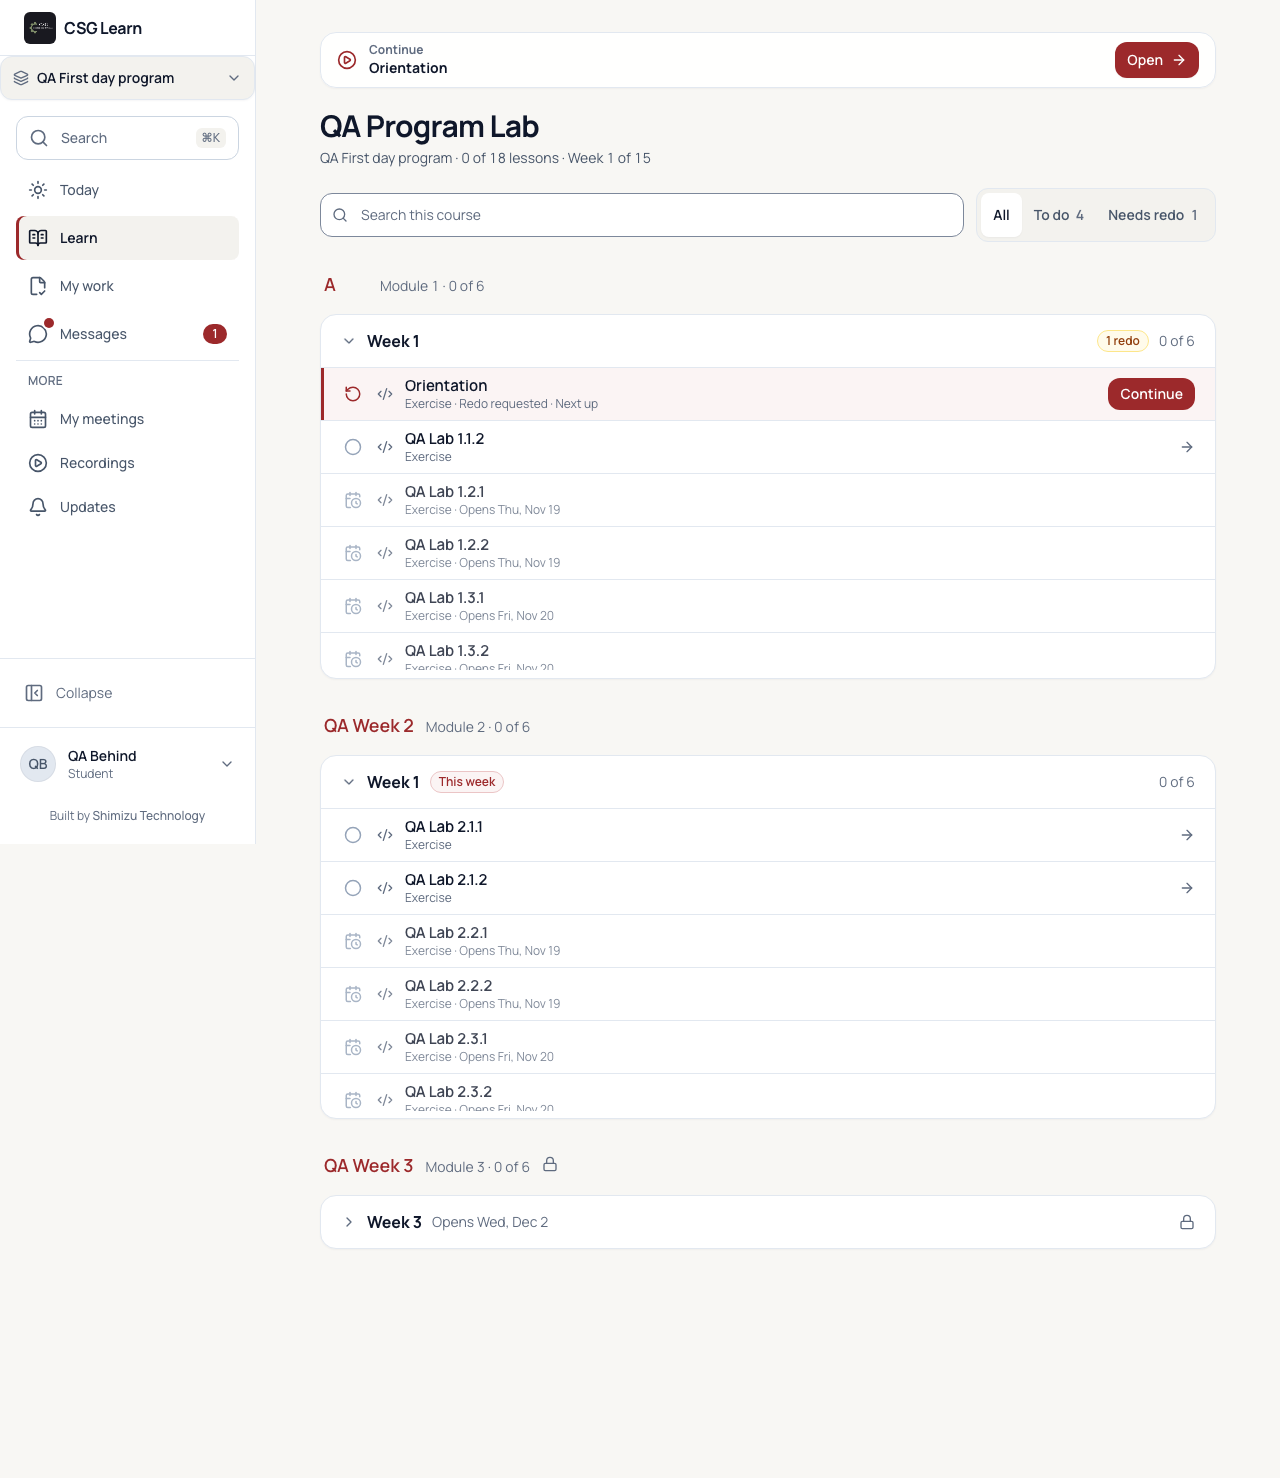 CSG Learn
QA First day program
Search ⌘K
Today
Learn
My work
Messages 1
MORE
My meetings
Recordings
Updates
Collapse
QB
QA Behind
Student
Built by Shimizu Technology
Continue
Orientation
Open
QA Program Lab
QA First day program · 0 of 18 lessons · Week 1 of 15
Search this course
All To do 4 Needs redo 1
A Module 1 · 0 of 6
Week 1 1 redo 0 of 6
Orientation
Exercise · Redo requested · Next up
Continue
QA Lab 1.1.2
Exercise
QA Lab 1.2.1
Exercise · Opens Thu, Nov 19
QA Lab 1.2.2
Exercise · Opens Thu, Nov 19
QA Lab 1.3.1
Exercise · Opens Fri, Nov 20
QA Lab 1.3.2
Exercise · Opens Fri, Nov 20
QA Week 2 Module 2 · 0 of 6
Week 1 This week 0 of 6
QA Lab 2.1.1
Exercise
QA Lab 2.1.2
Exercise
QA Lab 2.2.1
Exercise · Opens Thu, Nov 19
QA Lab 2.2.2
Exercise · Opens Thu, Nov 19
QA Lab 2.3.1
Exercise · Opens Fri, Nov 20
QA Lab 2.3.2
Exercise · Opens Fri, Nov 20
QA Week 3 Module 3 · 0 of 6
Week 3 Opens Wed, Dec 2